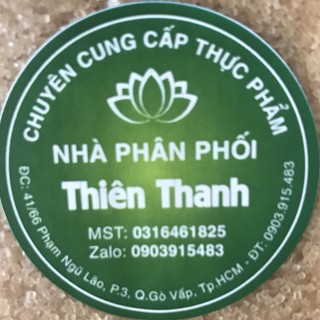 CHUYÊN CUNG CẤP THỰC PHẨM
NHÀ PHÂN PHỐI
Thiên Thanh
MST: 0316461825
Zalo: 0903915483
ĐC: 41/66 Phạm Ngũ Lão, P.3, Q.Gò Vấp, Tp.HCM - ĐT: 0903.915.483